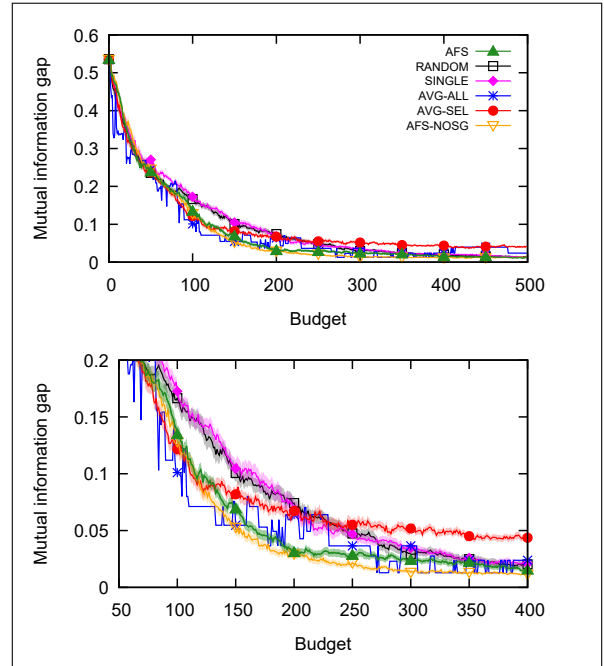 Mutual information gap
0.6
0.5
0.4
0.3
0.2
0.1
0
0
100
200
300
400
500
Budget
AFS
RANDOM
SINGLE
AVG-ALL
AVG-SEL
AFS-NOSG
Mutual information gap
0.2
0.15
0.1
0.05
0
50
100
150
200
250
300
350
400
Budget